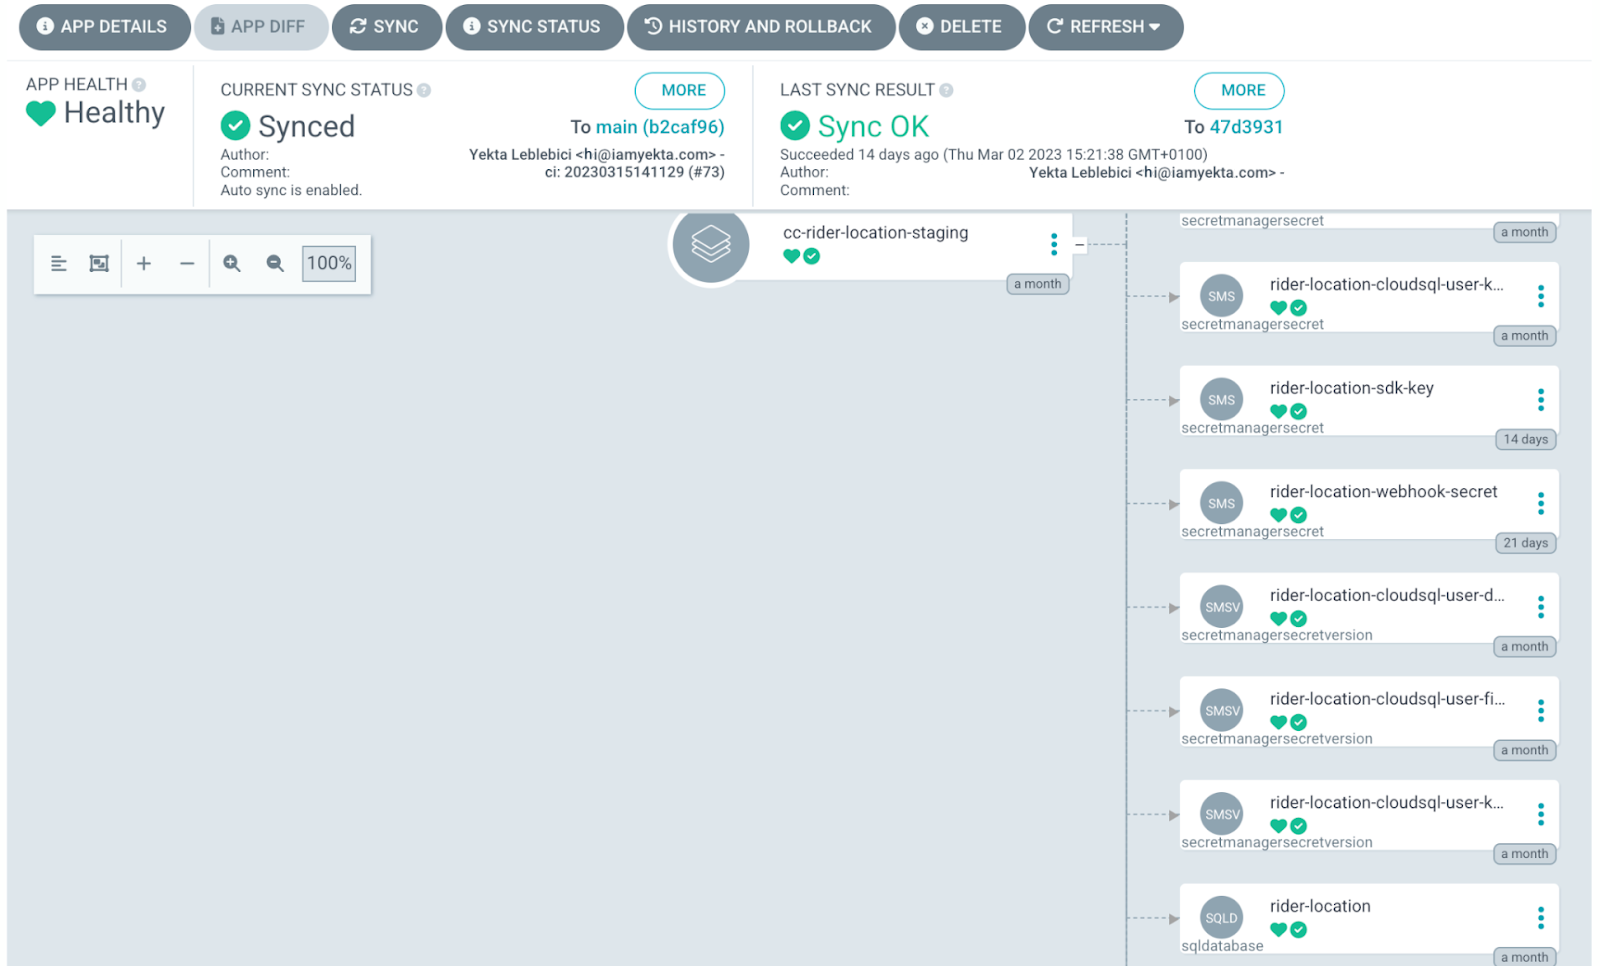 APP DETAILS
APP DIFF
SYNC
SYNC STATUS
HISTORY AND ROLLBACK
DELETE
REFRESH
APP HEALTH
Healthy
CURRENT SYNC STATUS
MORE
Synced
To main (b2caf96)
Author:
Yekta Leblebici <hi@iamyekta.com> -
Comment:
ci: 20230315141129 (#73)
Auto sync is enabled.
LAST SYNC RESULT
MORE
Sync OK
To 47d3931
Succeeded 14 days ago (Thu Mar 02 2023 15:21:38 GMT+0100)
Author:
Yekta Leblebici <hi@iamyekta.com> -
Comment:
100%
cc-rider-location-staging
a month
secretmanagersecret
a month
SMS
rider-location-cloudsql-user-k...
secretmanagersecret
a month
SMS
rider-location-sdk-key
secretmanagersecret
14 days
SMS
rider-location-webhook-secret
secretmanagersecret
21 days
SMSV
rider-location-cloudsql-user-d...
secretmanagersecretversion
a month
SMSV
rider-location-cloudsql-user-fi...
secretmanagersecretversion
a month
SMSV
rider-location-cloudsql-user-k...
secretmanagersecretversion
a month
SQLD
rider-location
sqldatabase
a month